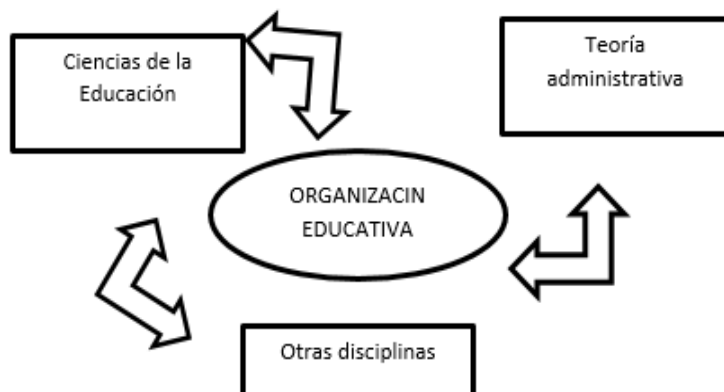 Ciencias de la
Educación
Teoría
administrativa
ORGANIZACIN
EDUCATIVA
Otras disciplinas